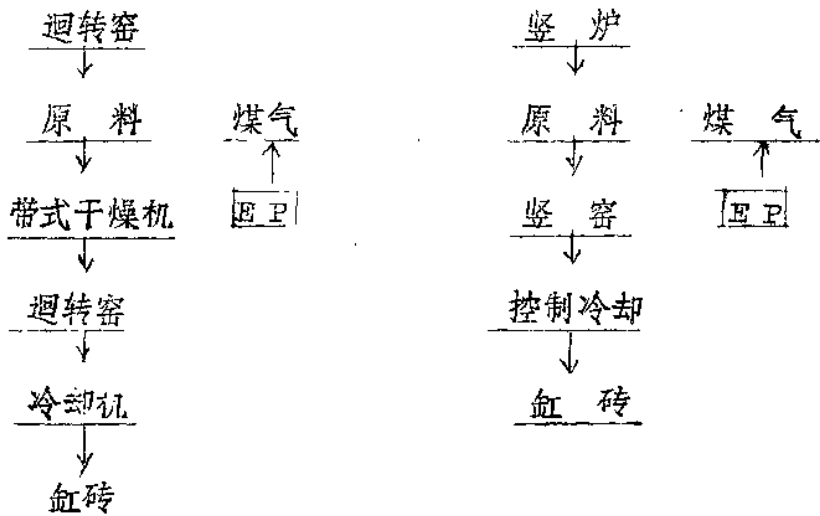 迴转窑
竖 炉
原 料
煤气
原 料
煤 气
带式干燥机
EP
竖 窑
EP
迴转窑
控制冷却
冷却机
缸 砖
缸砖